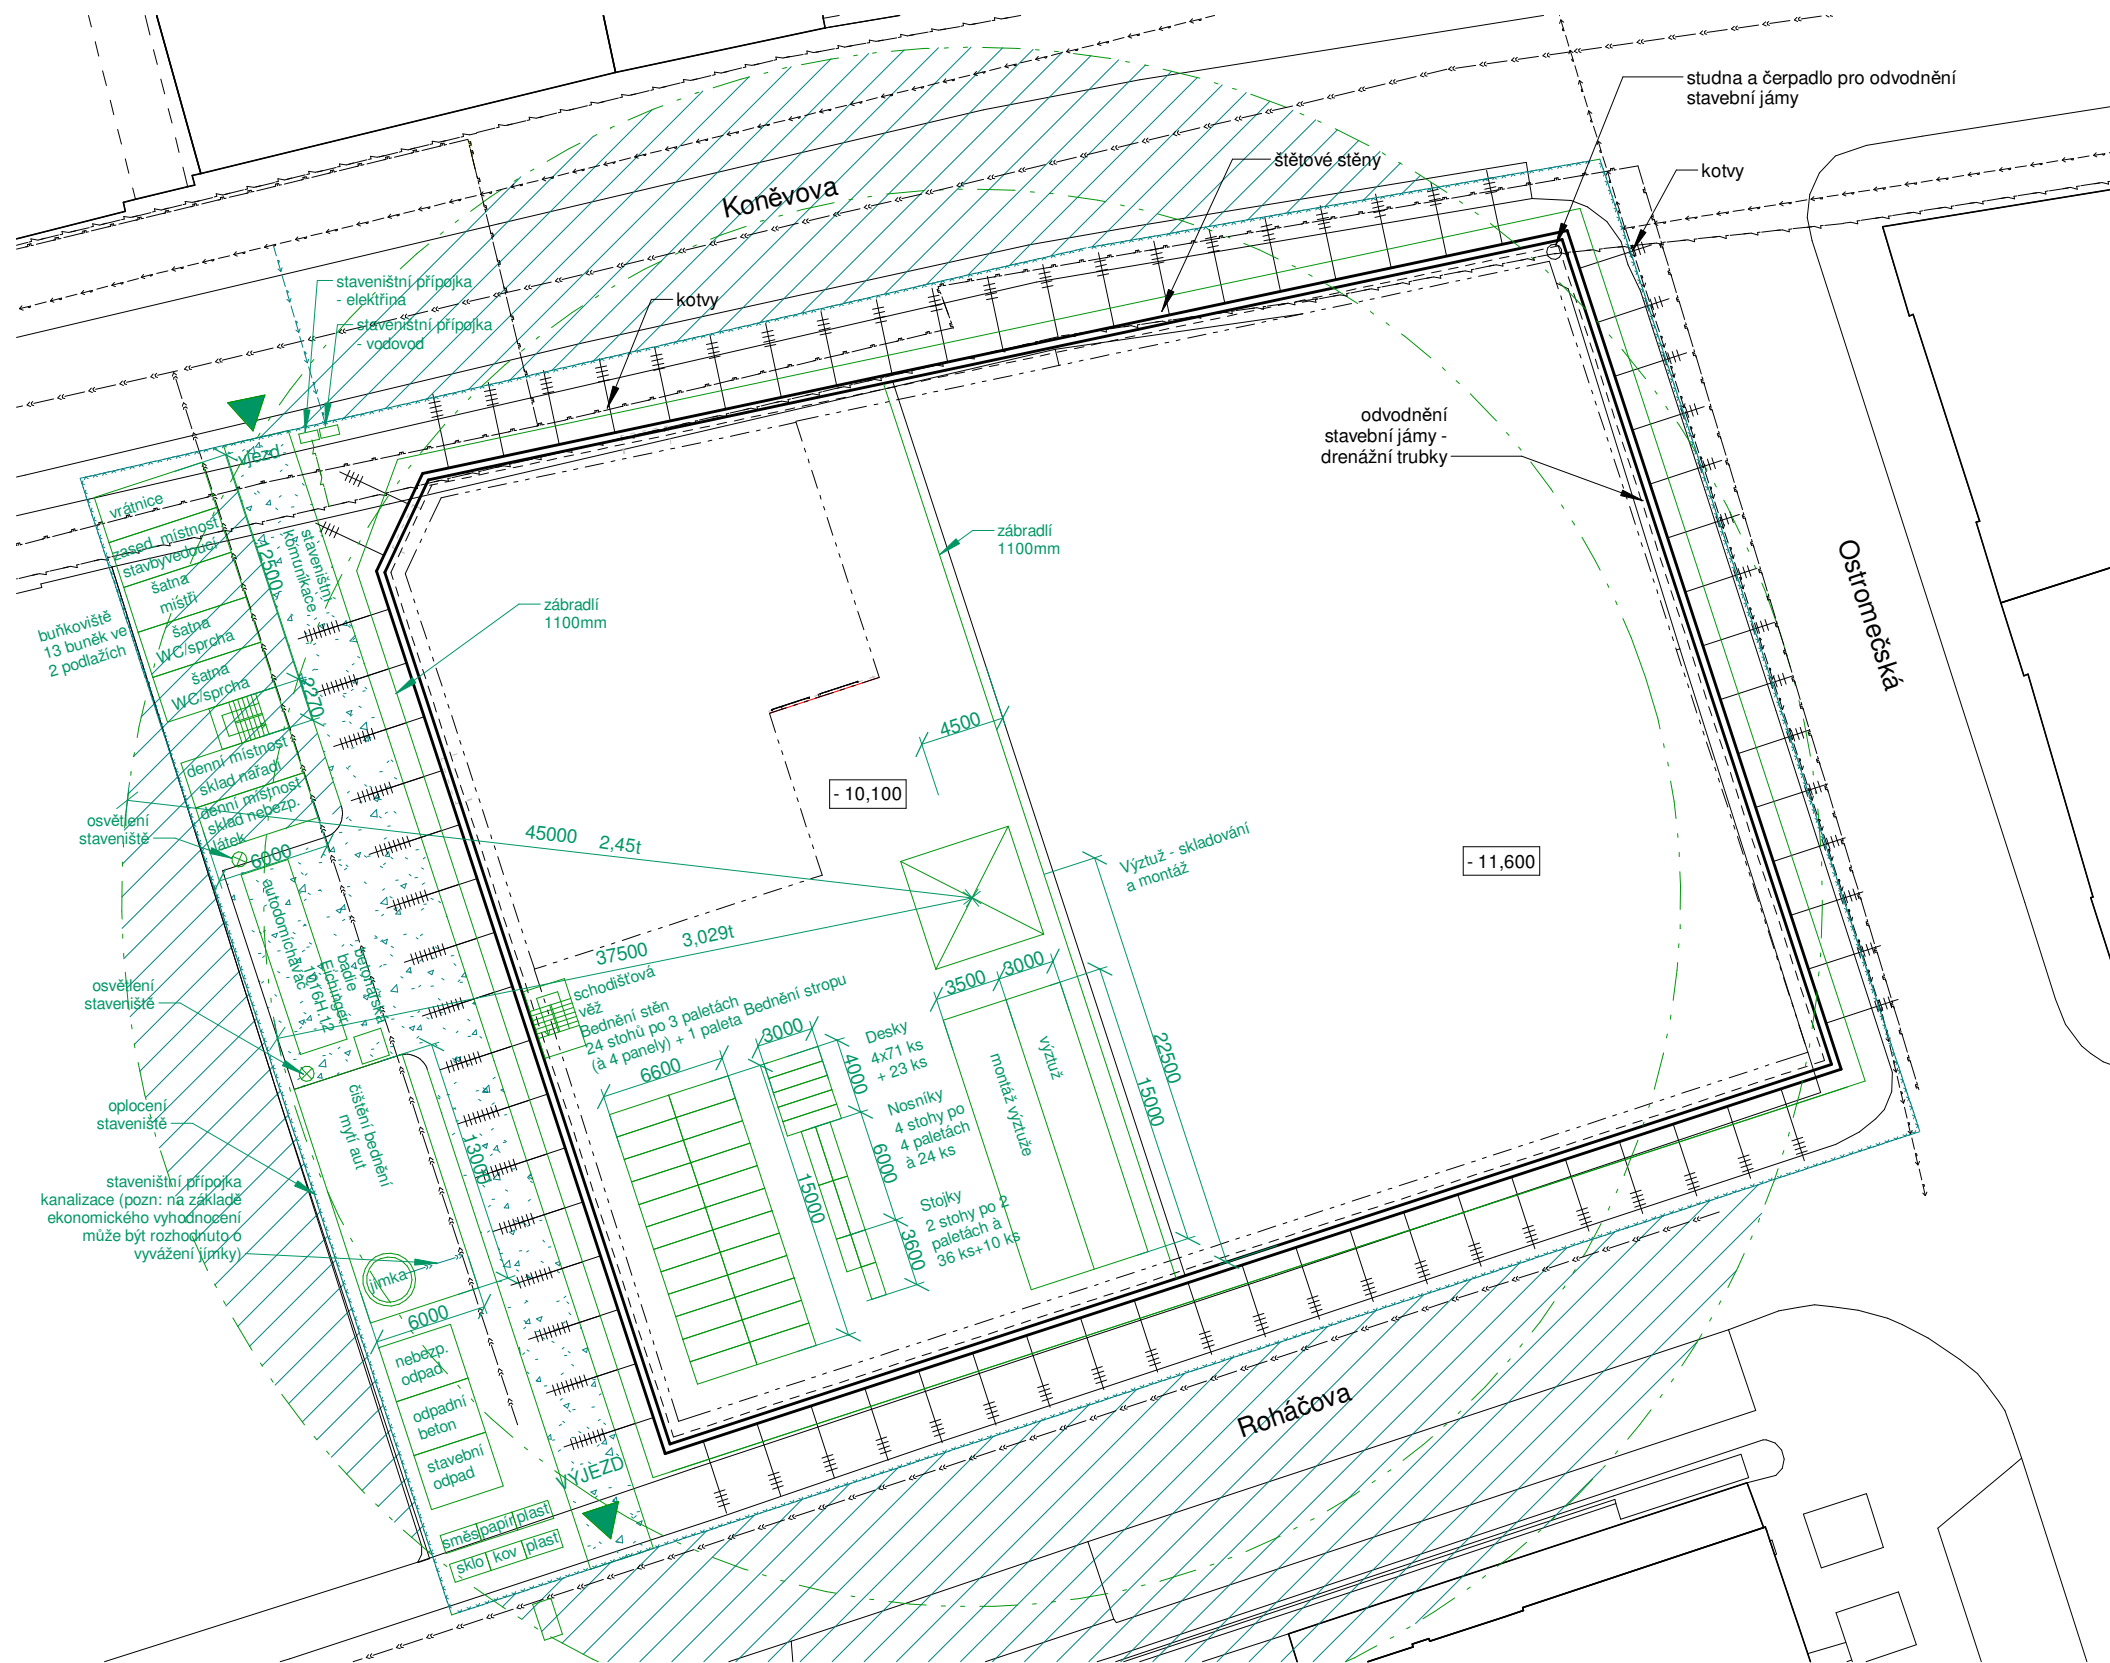 studna a čerpadlo pro odvodnění
stavební jámy
štětové stěny
kotvy
Koněvova
staveništní přípojka
- elektřina
staveništní přípojka
- vodovod
kotvy
odvodnění
stavební jámy -
drenážní trubky
vjezd
vrátnice
zased. místnost
stavbyvedoucí
šatna
mistři
šatna
WC/sprcha
šatna
WC/sprcha
12500
staveništní
komunikace
2270
buňkoviště
13 buněk ve
2 podlažích
zábradlí
1100mm
zábradlí
1100mm
Ostromečská
4500
denní místnost
sklad nářadí
denní místnost
sklad nebezp.
látek
- 10,100
- 11,600
osvětlení
staveniště
6000
45000 2,45t
Výztuž - skladování
a montáž
autodomíchávač
betonářská
badie
Eichinger
1016H.12
37500 3,029t
schodišťová
věž
osvětlení
staveniště
Bednění stěn
24 stohů po 3 paletách
(à 4 panely) + 1 paleta
Bednění stropu
3500
3000
3000
6600
4000
Desky
4x71 ks
+ 23 ks
Nosníky
4 stohy po
4 paletách
à 24 ks
Stojky
2 stohy po 2
paletách à
36 ks+10 ks
6000
3600
15000
montáž výztuže
výztuž
22500
15000
oplocení
staveniště
čištění bednění
mytí aut
13000
staveništní přípojka
kanalizace (pozn: na základě
ekonomického vyhodnocení
může být rozhodnuto o
vyvážení jímky)
jímka
6000
nebezp.
odpad
odpadní
beton
stavební
odpad
VÝJEZD
směs papír plast
sklo kov plast
Roháčova